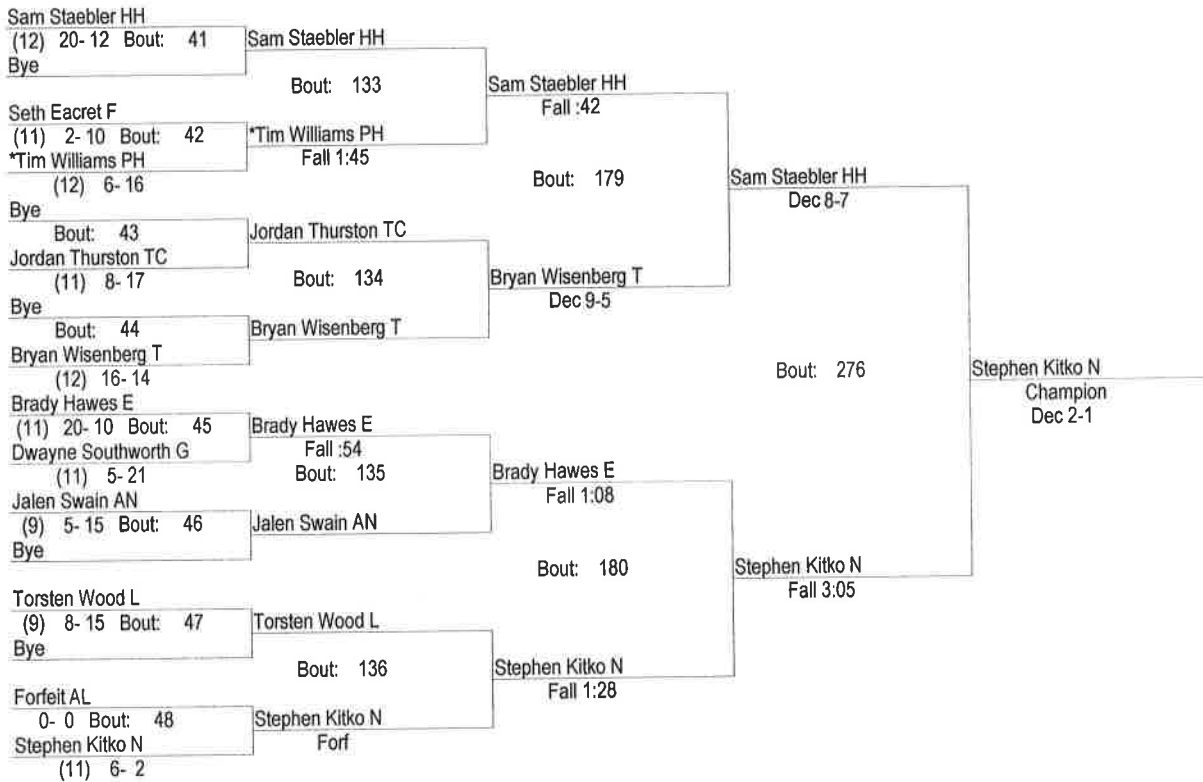 Sam Staebler HH
(12) 20- 12 Bout: 41
Bye
Seth Eacret F
(11) 2- 10 Bout: 42
*Tim Williams PH
(12) 6- 16
Bye
Bout: 43
Jordan Thurston TC
(11) 8- 17
Bye
Bout: 44
Bryan Wisenberg T
(12) 16- 14
Brady Hawes E
(11) 20- 10 Bout: 45
Dwayne Southworth G
(11) 5- 21
Jalen Swain AN
(9) 5- 15 Bout: 46
Bye
Torsten Wood L
(9) 8- 15 Bout: 47
Bye
Forfeit AL
0- 0 Bout: 48
Stephen Kitko N
(11) 6- 2
Sam Staebler HH
Bout: 133
*Tim Williams PH
Fall 1:45
Jordan Thurston TC
Bout: 134
Bryan Wisenberg T
Brady Hawes E
Fall :54
Bout: 135
Jalen Swain AN
Torsten Wood L
Bout: 136
Stephen Kitko N
Forf
Sam Staebler HH
Fall :42
Bout: 179
Bryan Wisenberg T
Dec 9-5
Brady Hawes E
Fall 1:08
Bout: 180
Stephen Kitko N
Fall 1:28
Sam Staebler HH
Dec 8-7
Bout: 276
Stephen Kitko N
Fall 3:05
Stephen Kitko N
Champion
Dec 2-1